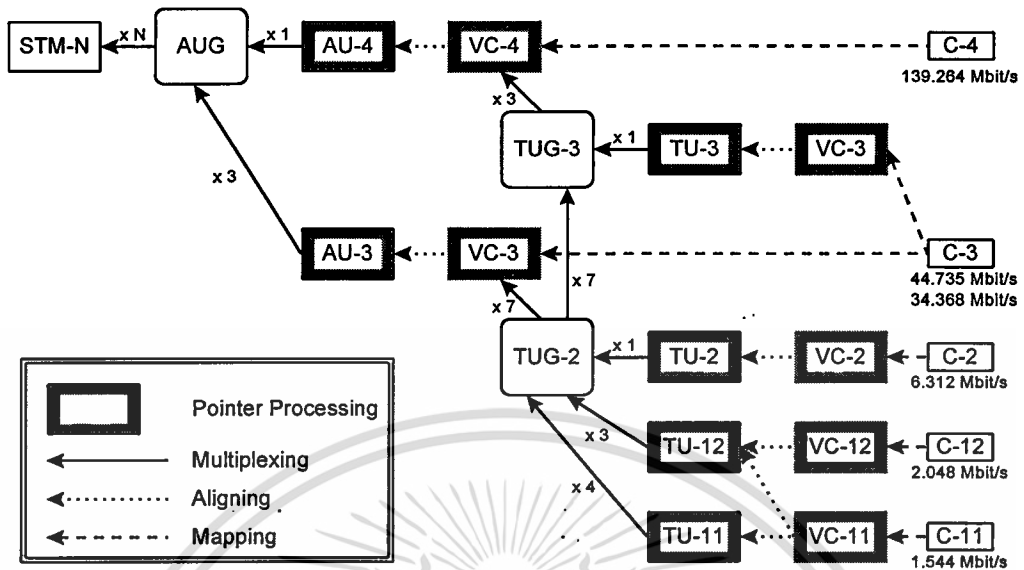 STM-N
x N
AUG
x 1
AU-4
VC-4
C-4
139.264 Mbit/s
x 3
TUG-3
x 1
TU-3
VC-3
x 3
AU-3
VC-3
C-3
44.735 Mbit/s
34.368 Mbit/s
x 7
x 7
TUG-2
x 1
TU-2
VC-2
C-2
6.312 Mbit/s
x 3
TU-12
VC-12
C-12
2.048 Mbit/s
x 4
TU-11
VC-11
C-11
1.544 Mbit/s
Pointer Processing
Multiplexing
Aligning
Mapping